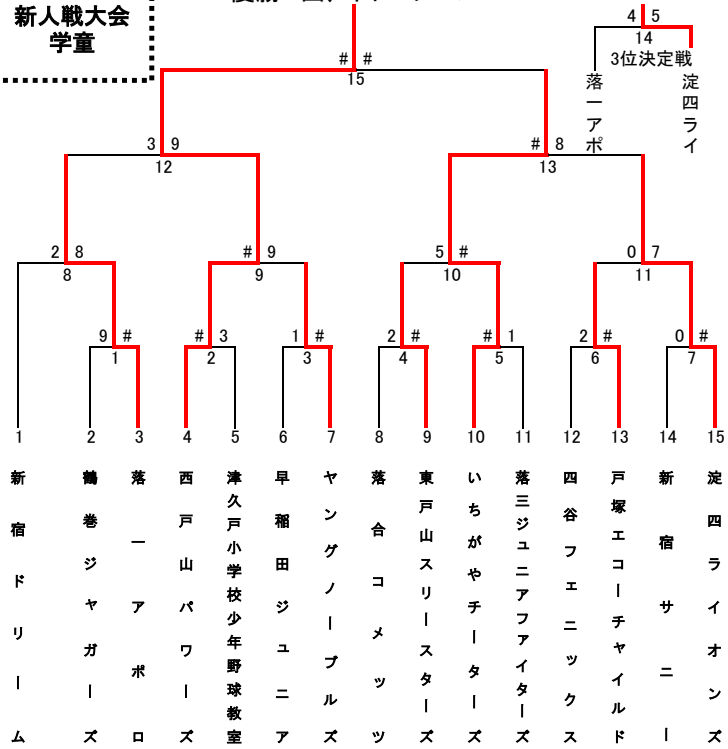 新人戦大会
学童
4 5
14
3位決定戦
落一アポ
淀四ライ
# #
15
3 9
12
# 8
13
2 8
8
# 9
9
5 #
10
0 7
11
9 #
1
# 3
2
1 #
3
2 #
4
# 1
5
2 #
6
0 #
7
1 2 3 4 5 6 7 8 9 10 11 12 13 14 15
新宿ドリーム
鶴巻ジャガーズ
落一アポロ
西戸山パワーズ
津久戸小学校少年野球教室
早稲田ジュニア
ヤングノーブルズ
落合コメッツ
東戸山スリースターズ
いちがやチーターズ
落三ジュニアファイターズ
四谷フェニックス
戸塚エコーチャイルド
新宿サニー
淀四ライオンズ